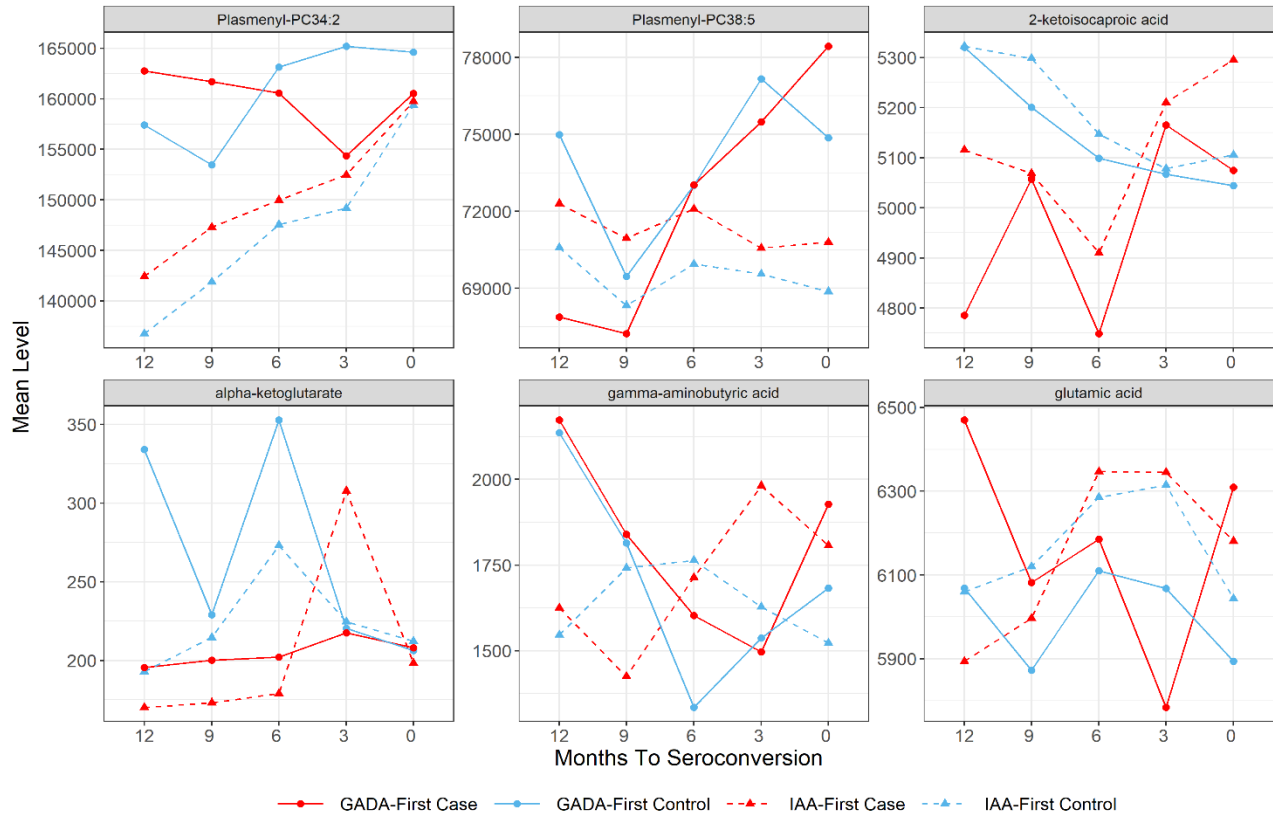 Plasmenyl-PC34:2 Plasmenyl-PC38:5 2-ketoisocaproic acid
165000
160000
155000
150000
145000
140000
12 9 6 3 0
78000
75000
72000
69000
12 9 6 3 0
5300
5200
5100
5000
4900
4800
12 9 6 3 0
Mean Level
alpha-ketoglutarate gamma-aminobutyric acid glutamic acid
350
300
250
200
12 9 6 3 0
2000
1750
1500
12 9 6 3 0
6500
6300
6100
5900
12 9 6 3 0
Months To Seroconversion
GADA-First Case GADA-First Control IAA-First Case IAA-First Control